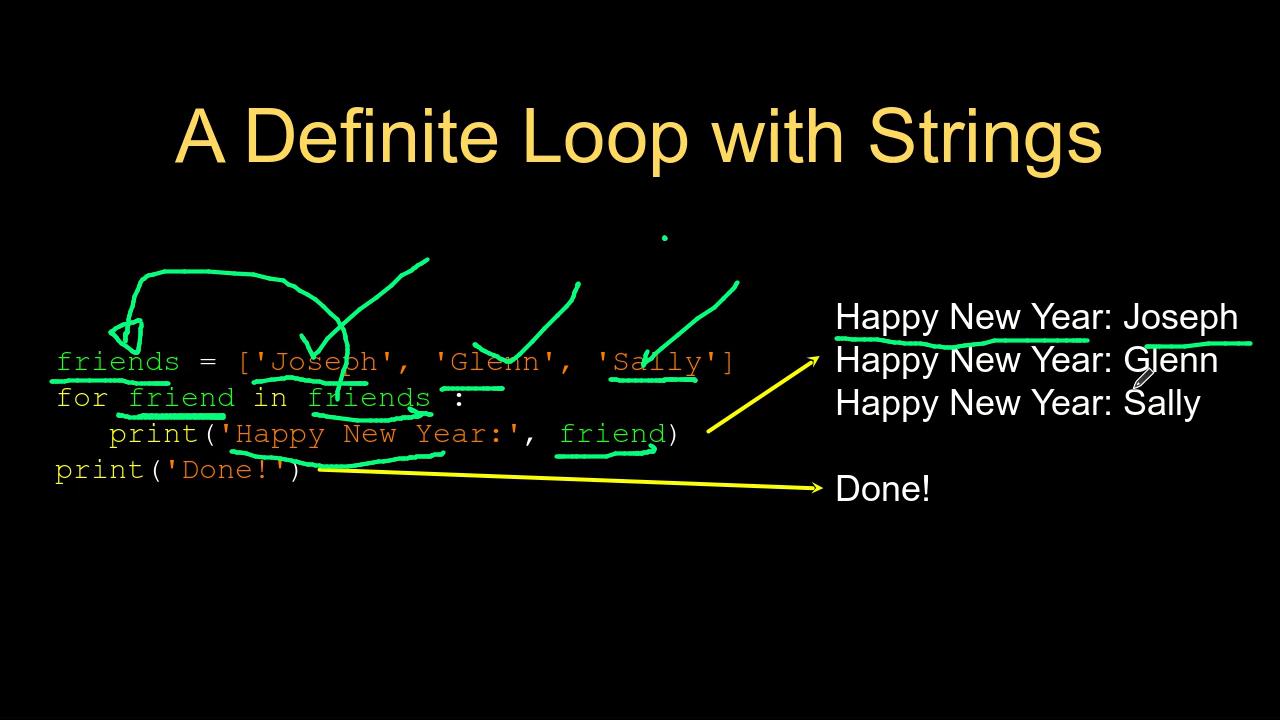 A Definite Loop with Strings
friends = ['Joseph', 'Glenn', 'Sally']
for friend in friends :
print('Happy New Year:', friend)
print('Done!')
Happy New Year: Joseph
Happy New Year: Glenn
Happy New Year: Sally
Done!